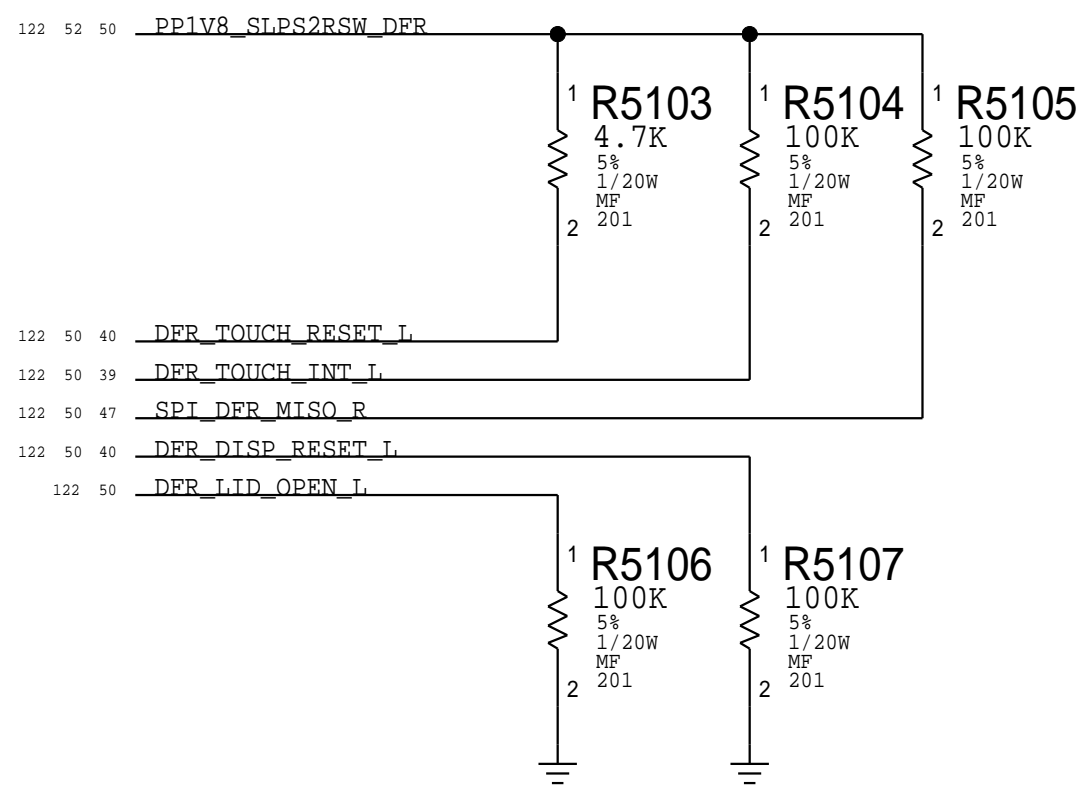 122 52 50 PP1V8_SLPS2RSW_DFR
1 R5103
4.7K
5%
1/20W
MF
201
2
1 R5104
100K
5%
1/20W
MF
201
2
1 R5105
100K
5%
1/20W
MF
201
2
122 50 40 DFR_TOUCH_RESET_L
122 50 39 DFR_TOUCH_INT_L
122 50 47 SPI_DFR_MISO_R
122 50 40 DFR_DISP_RESET_L
122 50 DFR_LID_OPEN_L
1 R5106
100K
5%
1/20W
MF
201
2
1 R5107
100K
5%
1/20W
MF
201
2